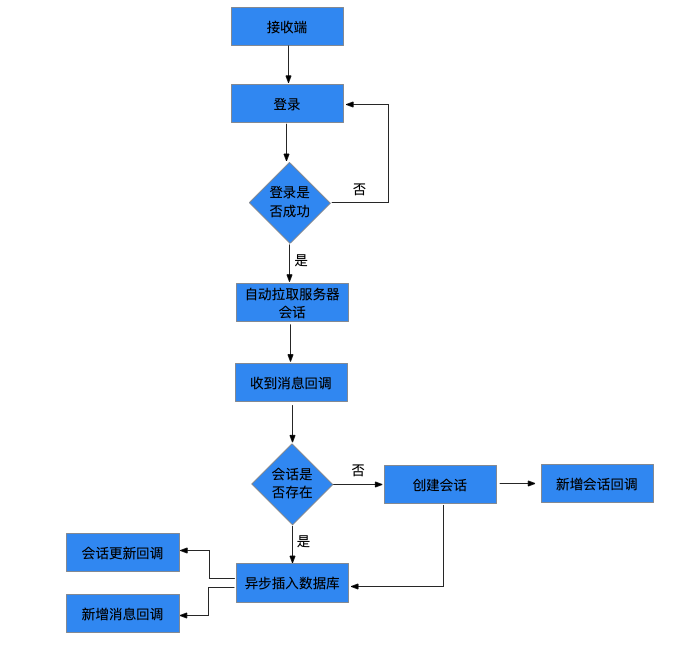 接收端
登录
登录是
否成功
否
是
自动拉取服务器
会话
收到消息回调
会话是
否存在
否
创建会话
新增会话回调
是
会话更新回调
异步插入数据库
新增消息回调